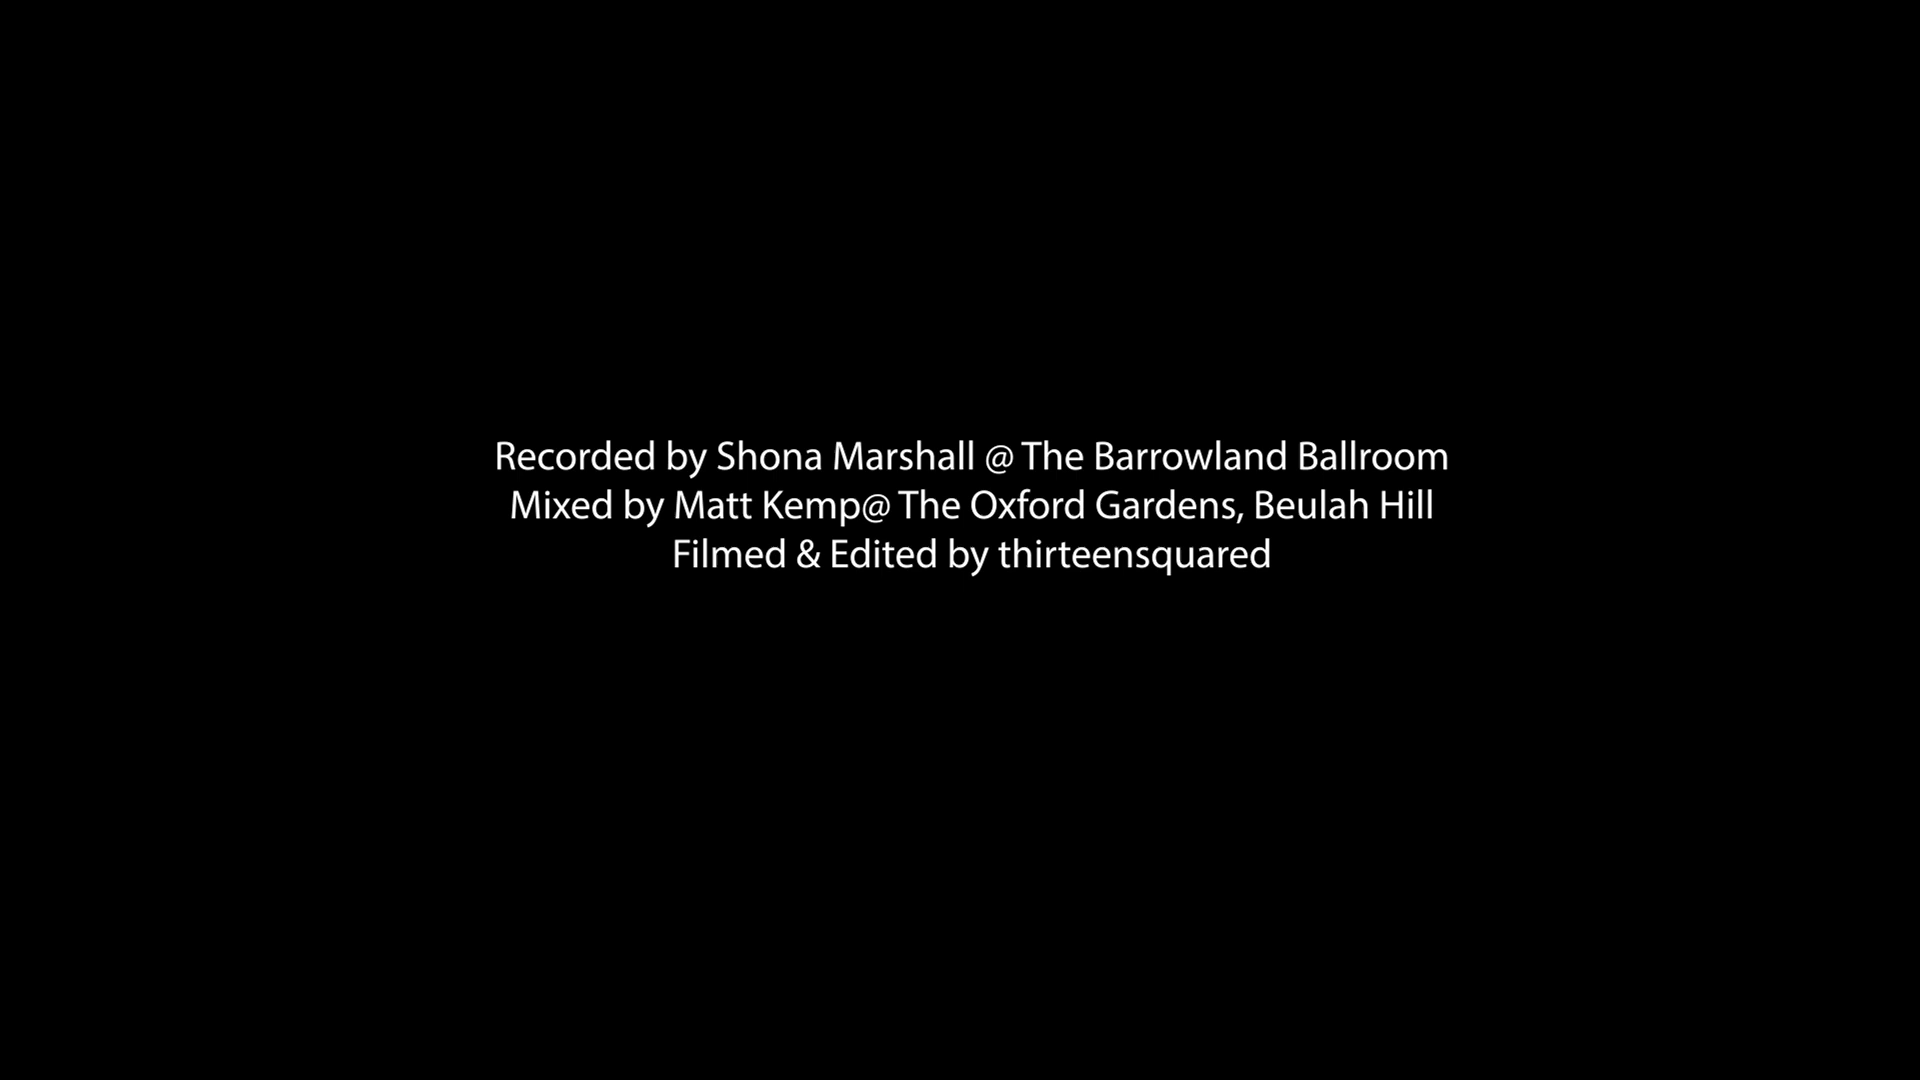 Recorded by Shona Marshall @ The Barrowland Ballroom
Mixed by Matt Kemp@ The Oxford Gardens, Beulah Hill
Filmed & Edited by thirteensquared